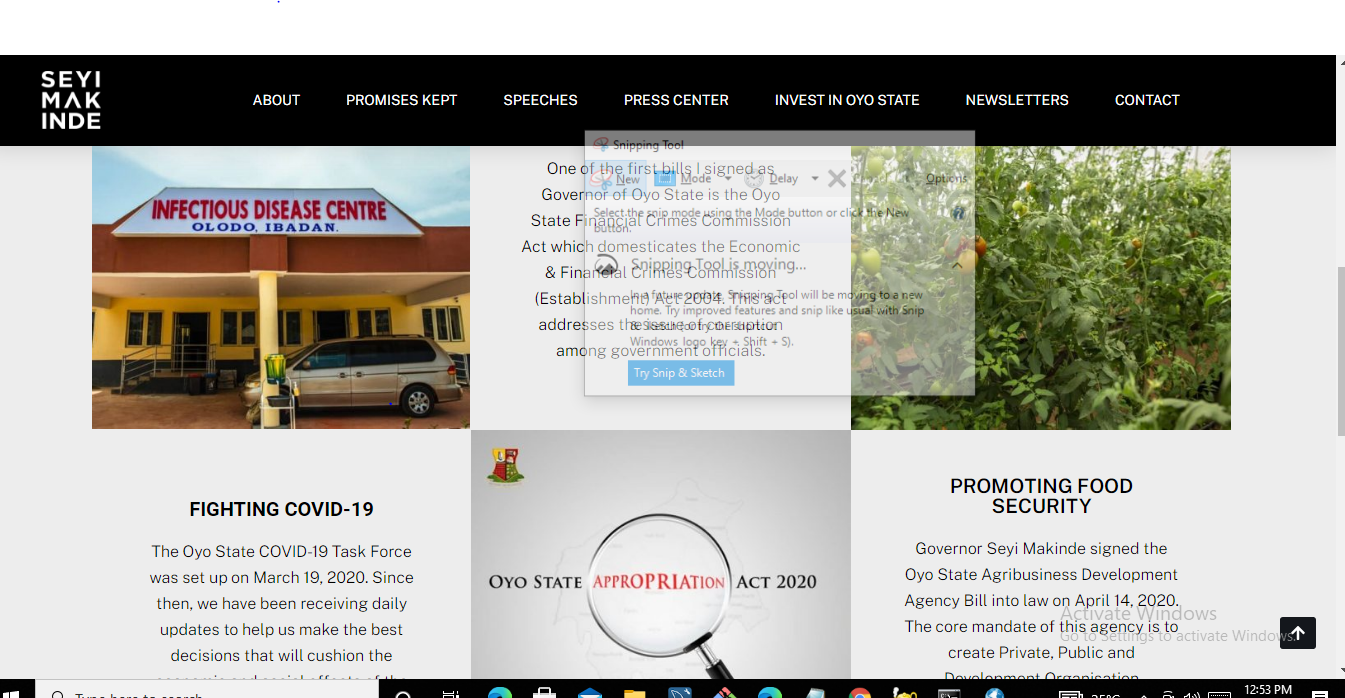 SEYI
MAK
INDE
ABOUT
PROMISES KEPT
SPEECHES
PRESS CENTER
INVEST IN OYO STATE
NEWSLETTERS
CONTACT
INFECTIOUS DISEASE CENTRE
OLODO, IBADAN.
One of the first bills I signed as
Governor of Oyo State is the Oyo
State Financial Crimes Commission
Act which domesticates the Economic
& Financial Crimes Commission
(Establishment) Act 2004. This act
addresses the issue of corruption
among government officials.
Snipping Tool
New
Mode
Delay
Options
Select the snip mode using the Mode button or click the New
button.
Snipping Tool is moving...
In a future update, Snipping Tool will be moving to a new
home. Try improved features and snip like usual with Snip
& Sketch (or try the shortcut
Windows logo key + Shift + S).
Try Snip & Sketch
FIGHTING COVID-19
The Oyo State COVID-19 Task Force
was set up on March 19, 2020. Since
then, we have been receiving daily
updates to help us make the best
decisions that will cushion the
OYO STATE APPROPRIATION ACT 2020
PROMOTING FOOD
SECURITY
Governor Seyi Makinde signed the
Oyo State Agribusiness Development
Agency Bill into law on April 14, 2020.
The core mandate of this agency is to
create Private, Public and
Development Organisation
Activate Windows
Go to Settings to activate Windows.
Type here to search
12:53 PM